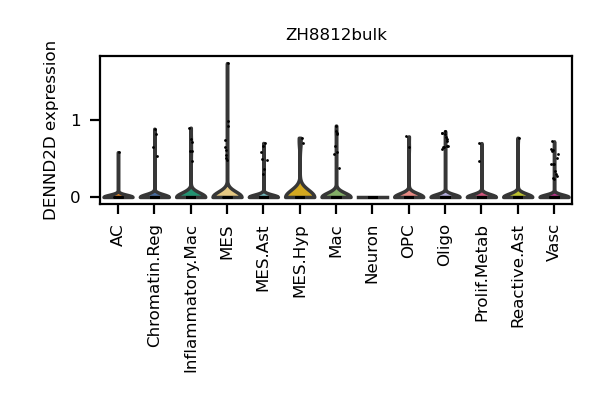 ZH8812bulk
DENND2D expression
1
0
AC
Chromatin.Reg
Inflammatory.Mac
MES
MES.Ast
MES.Hyp
Mac
Neuron
OPC
Oligo
Prolif.Metab
Reactive.Ast
Vasc